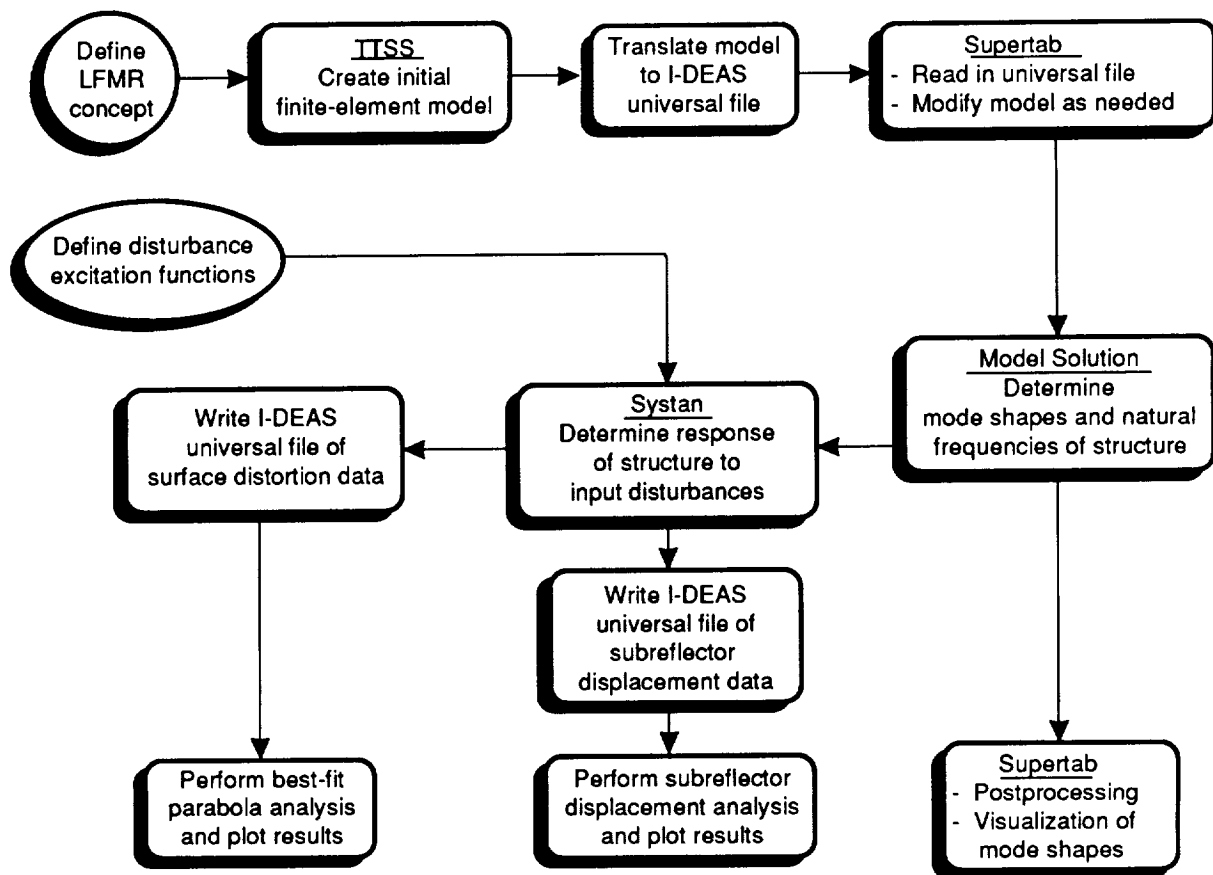 Define
LFMR
concept
TTSS
Create initial
finite-element model
Translate model
to I-DEAS
universal file
Supertab
- Read in universal file
- Modify model as needed
Define disturbance
excitation functions
Model Solution
Determine
mode shapes and natural
frequencies of structure
Systan
Determine response
of structure to
input disturbances
Write I-DEAS
universal file of
surface distortion data
Write I-DEAS
universal file of
subreflector
displacement data
Perform best-fit
parabola analysis
and plot results
Perform subreflector
displacement analysis
and plot results
Supertab
- Postprocessing
- Visualization of
mode shapes